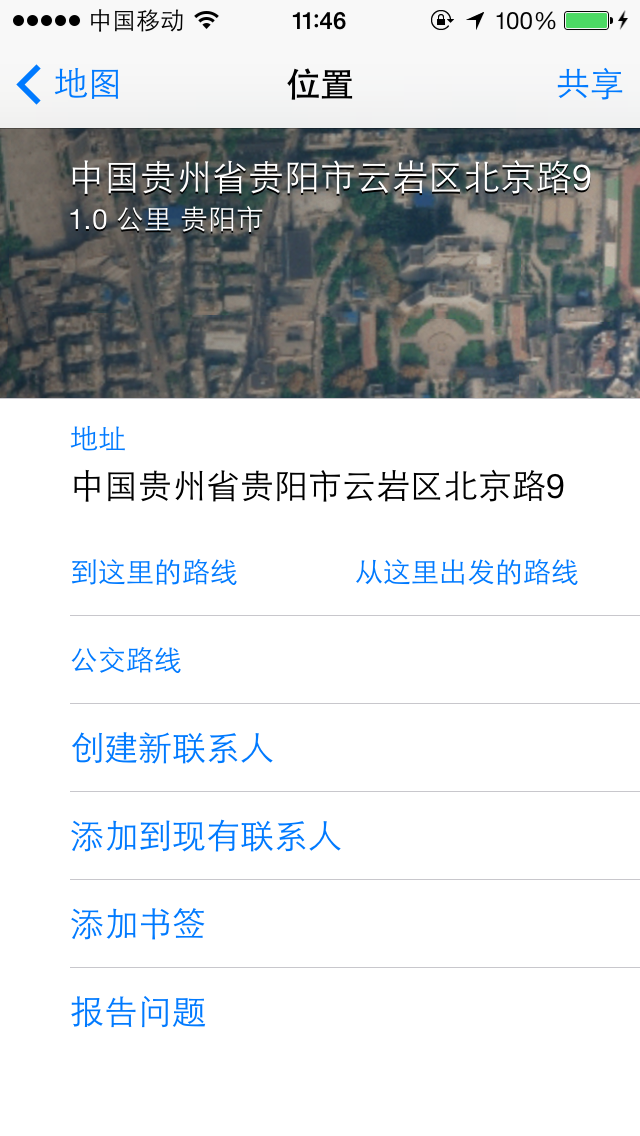 中国移动 11:46 100%
地图 位置 共享
中国贵州省贵阳市云岩区北京路9
1.0 公里 贵阳市
地址
中国贵州省贵阳市云岩区北京路9
到这里的路线 从这里出发的路线
公交路线
创建新联系人
添加到现有联系人
添加书签
报告问题